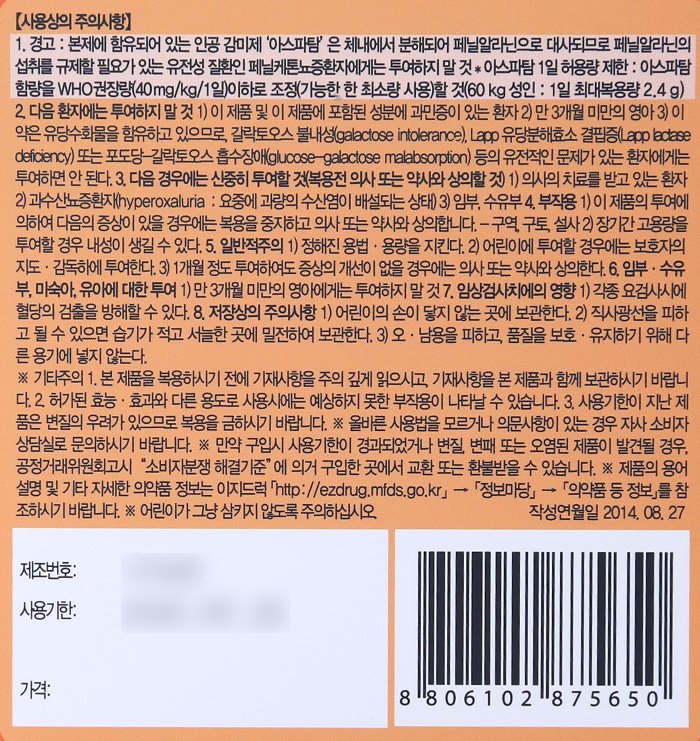 【사용상의 주의사항】
1. 경고 : 본제에 함유되어 있는 인공 감미제 '아스파탐' 은 체내에서 분해되어 페닐알라닌으로 대사되므로 페닐알라닌의
섭취를 규제할 필요가 있는 유전성 질환인 페닐케톤뇨증환자에게는 투여하지 말 것 * 아스파탐 1일 허용량 제한 : 아스파탐
함량을 WHO권장량(40mg/kg/1일)이하로 조정(가능한 한 최소량 사용)할 것(60 kg 성인 : 1일 최대복용량 2.4 g)
2. 다음 환자에는 투여하지 말 것 1) 이 제품 및 이 제품에 포함된 성분에 과민증이 있는 환자 2) 만 3개월 미만의 영아 3) 이
약은 유당수화물을 함유하고 있으므로, 갈락토오스 불내성(galactose intolerance), Lapp 유당분해효소 결핍증(Lapp lactase
deficiency) 또는 포도당-갈락토오스 흡수장애(glucose-galactose malabsorption) 등의 유전적인 문제가 있는 환자에게는
투여하면 안 된다. 3. 다음 경우에는 신중히 투여할 것(복용전 의사 또는 약사와 상의할 것) 1) 의사의 치료를 받고 있는 환자
2) 과수산뇨증환자(hyperoxaluria : 요중에 과량의 수산염이 배설되는 상태) 3) 임부, 수유부 4. 부작용 1) 이 제품의 투여에
의하여 다음의 증상이 있을 경우에는 복용을 중지하고 의사 또는 약사와 상의합니다. - 구역, 구토, 설사 2) 장기간 고용량을
투여할 경우 내성이 생길 수 있다. 5. 일반적주의 1) 정해진 용법 · 용량을 지킨다. 2) 어린이에 투여할 경우에는 보호자의
지도 · 감독하에 투여한다. 3) 1개월 정도 투여하여도 증상의 개선이 없을 경우에는 의사 또는 약사와 상의한다. 6. 임부 · 수유
부, 미숙아, 유아에 대한 투여 1) 만 3개월 미만의 영아에게는 투여하지 말 것 7. 임상검사치에의 영향 1) 각종 요검사시에
혈당의 검출을 방해할 수 있다. 8. 저장상의 주의사항 1) 어린이의 손이 닿지 않는 곳에 보관한다. 2) 직사광선을 피하
고 될 수 있으면 습기가 적고 서늘한 곳에 밀전하여 보관한다. 3) 오 · 남용을 피하고, 품질을 보호 · 유지하기 위해 다
른 용기에 넣지 않는다.
※ 기타주의 1. 본 제품을 복용하시기 전에 기재사항을 주의 깊게 읽으시고, 기재사항을 본 제품과 함께 보관하시기 바랍니
다. 2. 허가된 효능 · 효과와 다른 용도로 사용시에는 예상하지 못한 부작용이 나타날 수 있습니다. 3. 사용기한이 지난 제
품은 변질의 우려가 있으므로 복용을 금하시기 바랍니다. ※ 올바른 사용법을 모르거나 의문사항이 있는 경우 자사 소비자
상담실로 문의하시기 바랍니다. ※ 만약 구입시 사용기한이 경과되었거나 변질, 변패 또는 오염된 제품이 발견될 경우,
공정거래위원회고시 "소비자분쟁 해결기준" 에 의거 구입한 곳에서 교환 또는 환불받을 수 있습니다. ※ 제품의 용어
설명 및 기타 자세한 의약품 정보는 이지드럭「http://ezdrug.mfds.go.kr」→「정보마당」→「의약품 등 정보」를 참
조하시기 바랍니다. ※ 어린이가 그냥 삼키지 않도록 주의하십시오. 작성연월일 2014. 08. 27
제조번호:
사용기한:
가격:
8 806102 875650